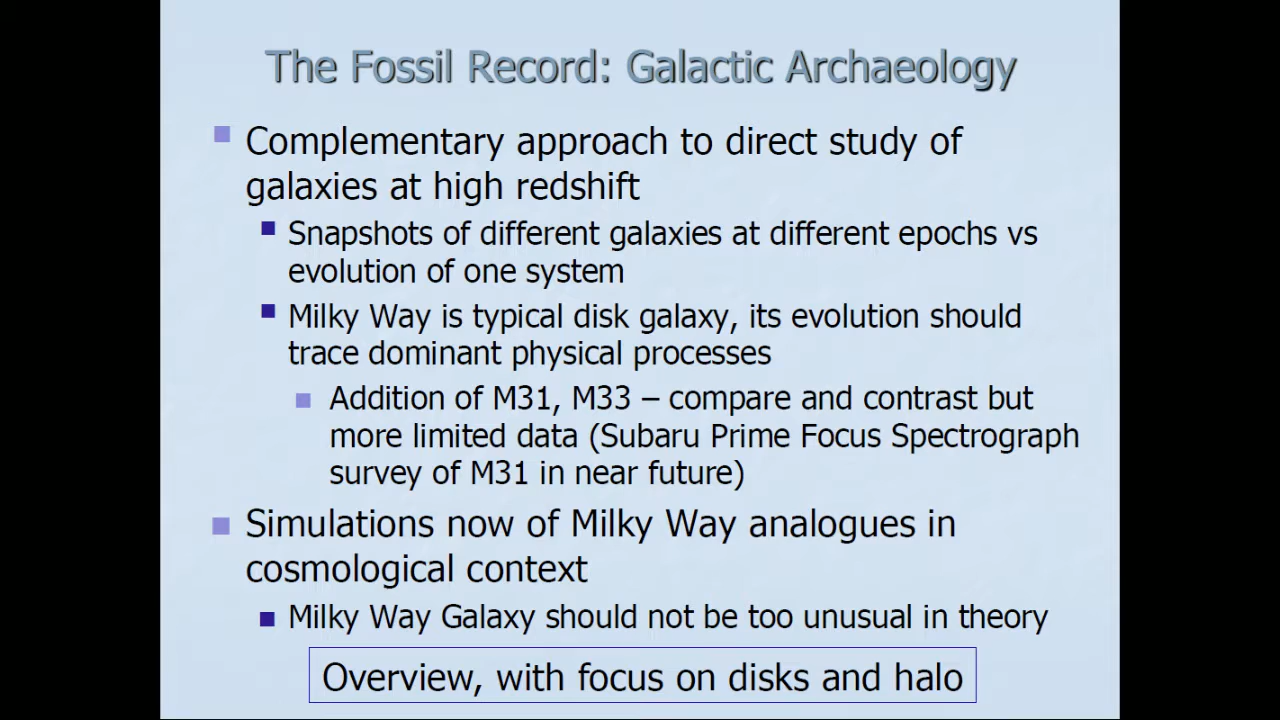 The Fossil Record: Galactic Archaeology
Complementary approach to direct study of
galaxies at high redshift
Snapshots of different galaxies at different epochs vs
evolution of one system
Milky Way is typical disk galaxy, its evolution should
trace dominant physical processes
Addition of M31, M33 – compare and contrast but
more limited data (Subaru Prime Focus Spectrograph
survey of M31 in near future)
Simulations now of Milky Way analogues in
cosmological context
Milky Way Galaxy should not be too unusual in theory
Overview, with focus on disks and halo